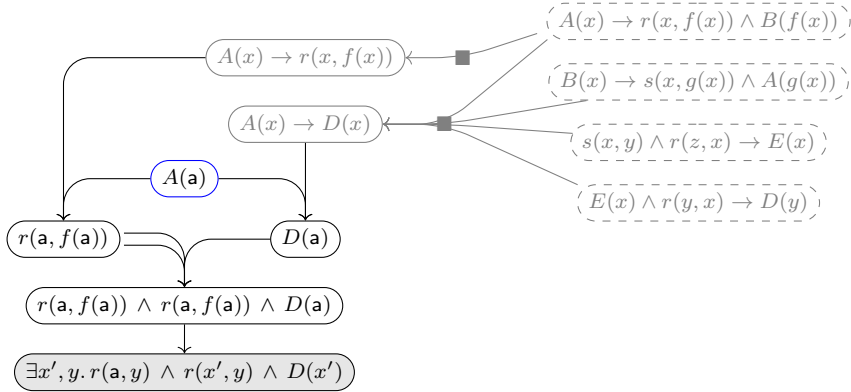 A(x) → r(x, f(x)) ∧ B(f(x))
A(x) → r(x, f(x))
B(x) → s(x, g(x)) ∧ A(g(x))
A(x) → D(x)
s(x, y) ∧ r(z, x) → E(x)
A(a)
E(x) ∧ r(y, x) → D(y)
r(a, f(a))
D(a)
r(a, f(a)) ∧ r(a, f(a)) ∧ D(a)
∃x′, y. r(a, y) ∧ r(x′, y) ∧ D(x′)